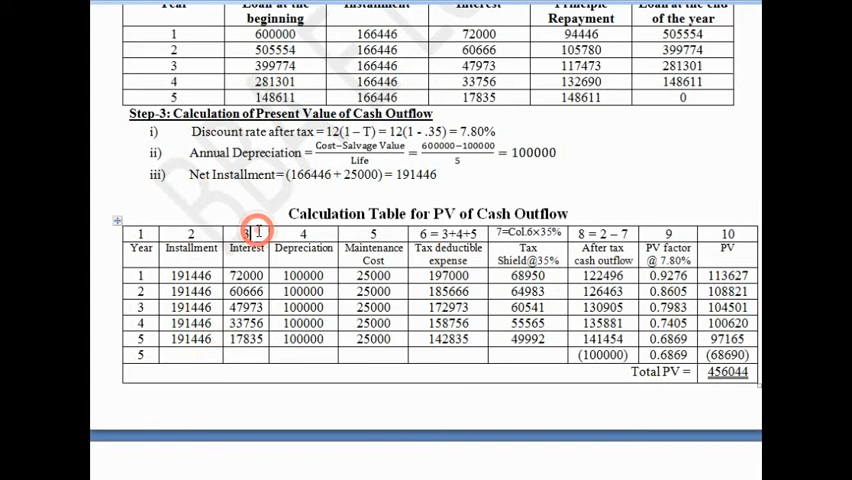 Year Loan at the beginning Installment Interest Principle Repayment Loan at the end of the year
1 600000 166446 72000 94446 505554
2 505554 166446 60666 105780 399774
3 399774 166446 47973 117473 281301
4 281301 166446 33756 132690 148611
5 148611 166446 17835 148611 0
Step-3: Calculation of Present Value of Cash Outflow
i) Discount rate after tax = 12(1 – T) = 12(1 - .35) = 7.80%
ii) Annual Depreciation = Cost−Salvage Value / Life = 600000−100000 / 5 = 100000
iii) Net Installment= (166446 + 25000) = 191446
Calculation Table for PV of Cash Outflow
1 2 3 4 5 6 = 3+4+5 7=Col.6×35% 8 = 2 – 7 9 10
Year Installment Interest Depreciation Maintenance Cost Tax deductible expense Tax Shield@35% After tax cash outflow PV factor @ 7.80% PV
1 191446 72000 100000 25000 197000 68950 122496 0.9276 113627
2 191446 60666 100000 25000 185666 64983 126463 0.8605 108821
3 191446 47973 100000 25000 172973 60541 130905 0.7983 104501
4 191446 33756 100000 25000 158756 55565 135881 0.7405 100620
5 191446 17835 100000 25000 142835 49992 141454 0.6869 97165
5 (100000) 0.6869 (68690)
Total PV = 456044